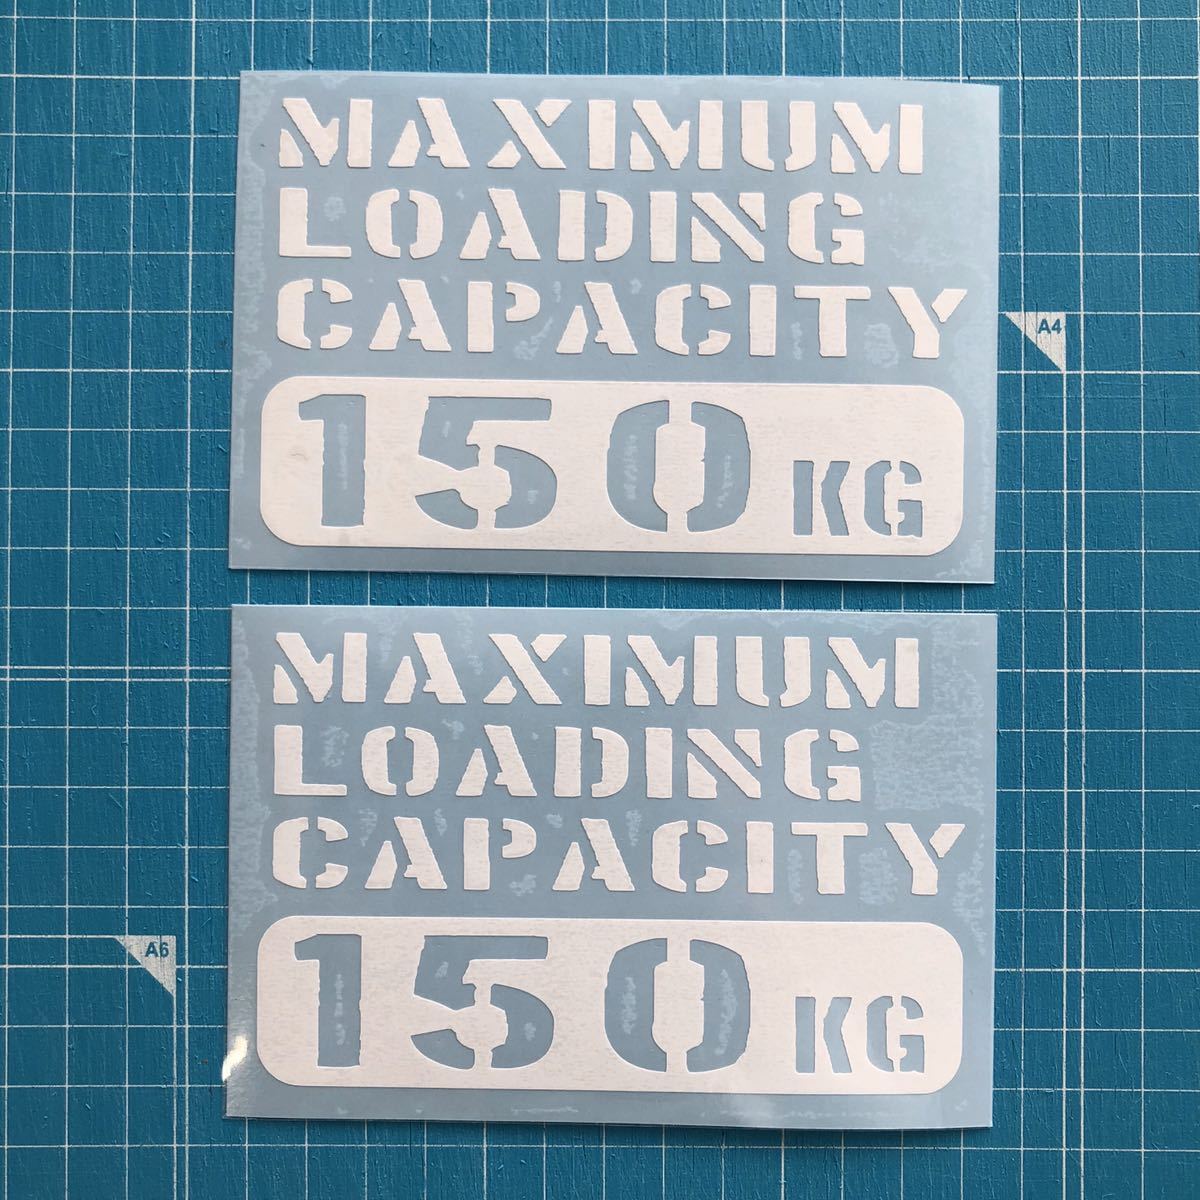 MAXIMUM
LOADING
CAPACITY
150 KG
A4
MAXIMUM
LOADING
CAPACITY
150 KG
A6